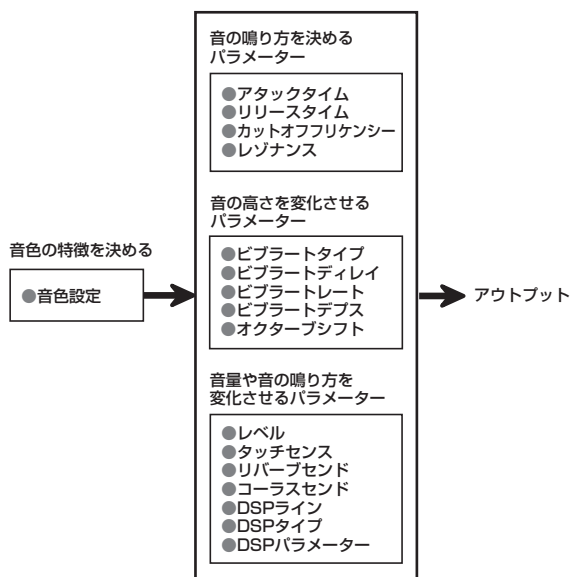 音の鳴り方を決める
パラメーター
●アタックタイム
●リリースタイム
●カットオフフリケンシー
●レゾナンス
音の高さを変化させる
パラメーター
音色の特徴を決める
●音色設定
●ビブラートタイプ
●ビブラートディレイ
●ビブラートレート
●ビブラートデプス
●オクターブシフト
アウトプット
音量や音の鳴り方を
変化させるパラメーター
●レベル
●タッチセンス
●リバーブセンド
●コーラスセンド
●DSPライン
●DSPタイプ
●DSPパラメーター